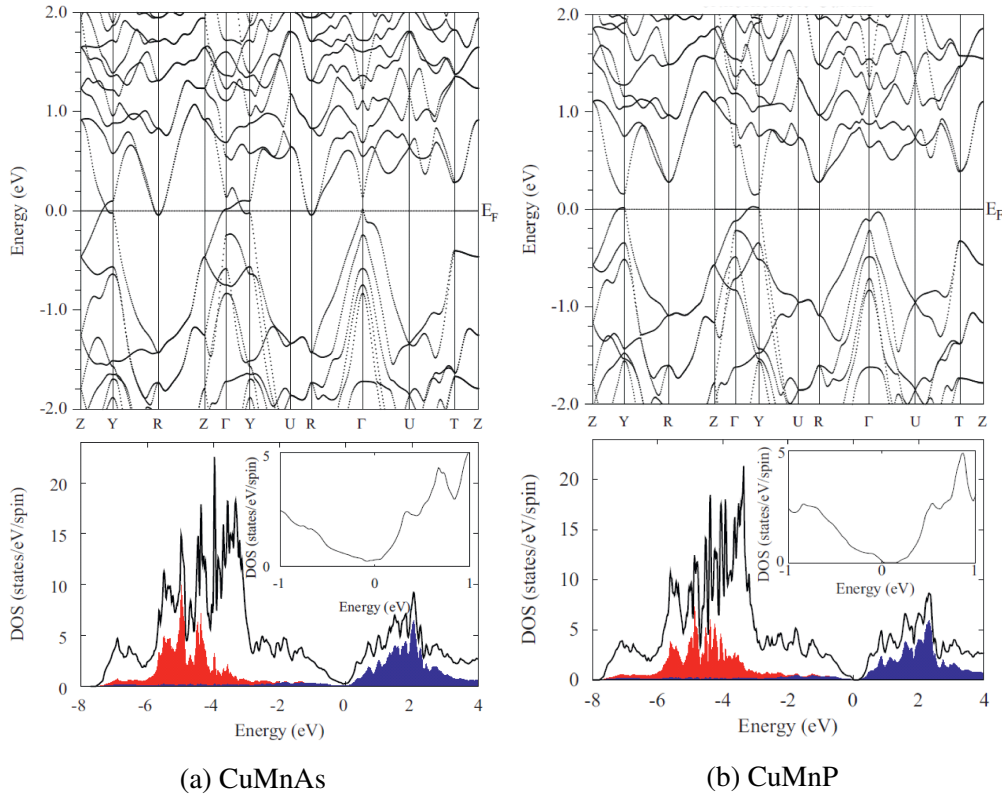 2.0
1.0
0.0
-1.0
-2.0
Energy (eV)
E_F
Z Y R Z Γ Y U R Γ U T Z
2.0
1.0
0.0
-1.0
-2.0
Energy (eV)
E_F
Z Y R Z Γ Y U R Γ U T Z
20
15
10
5
0
DOS (states/eV/spin)
-8 -6 -4 -2 0 2 4
Energy (eV)
5
0
DOS (states/eV/spin)
-1 0 1
Energy (eV)
20
15
10
5
0
DOS (states/eV/spin)
-8 -6 -4 -2 0 2 4
Energy (eV)
5
0
DOS (states/eV/spin)
-1 0 1
Energy (eV)
(a) CuMnAs
(b) CuMnP